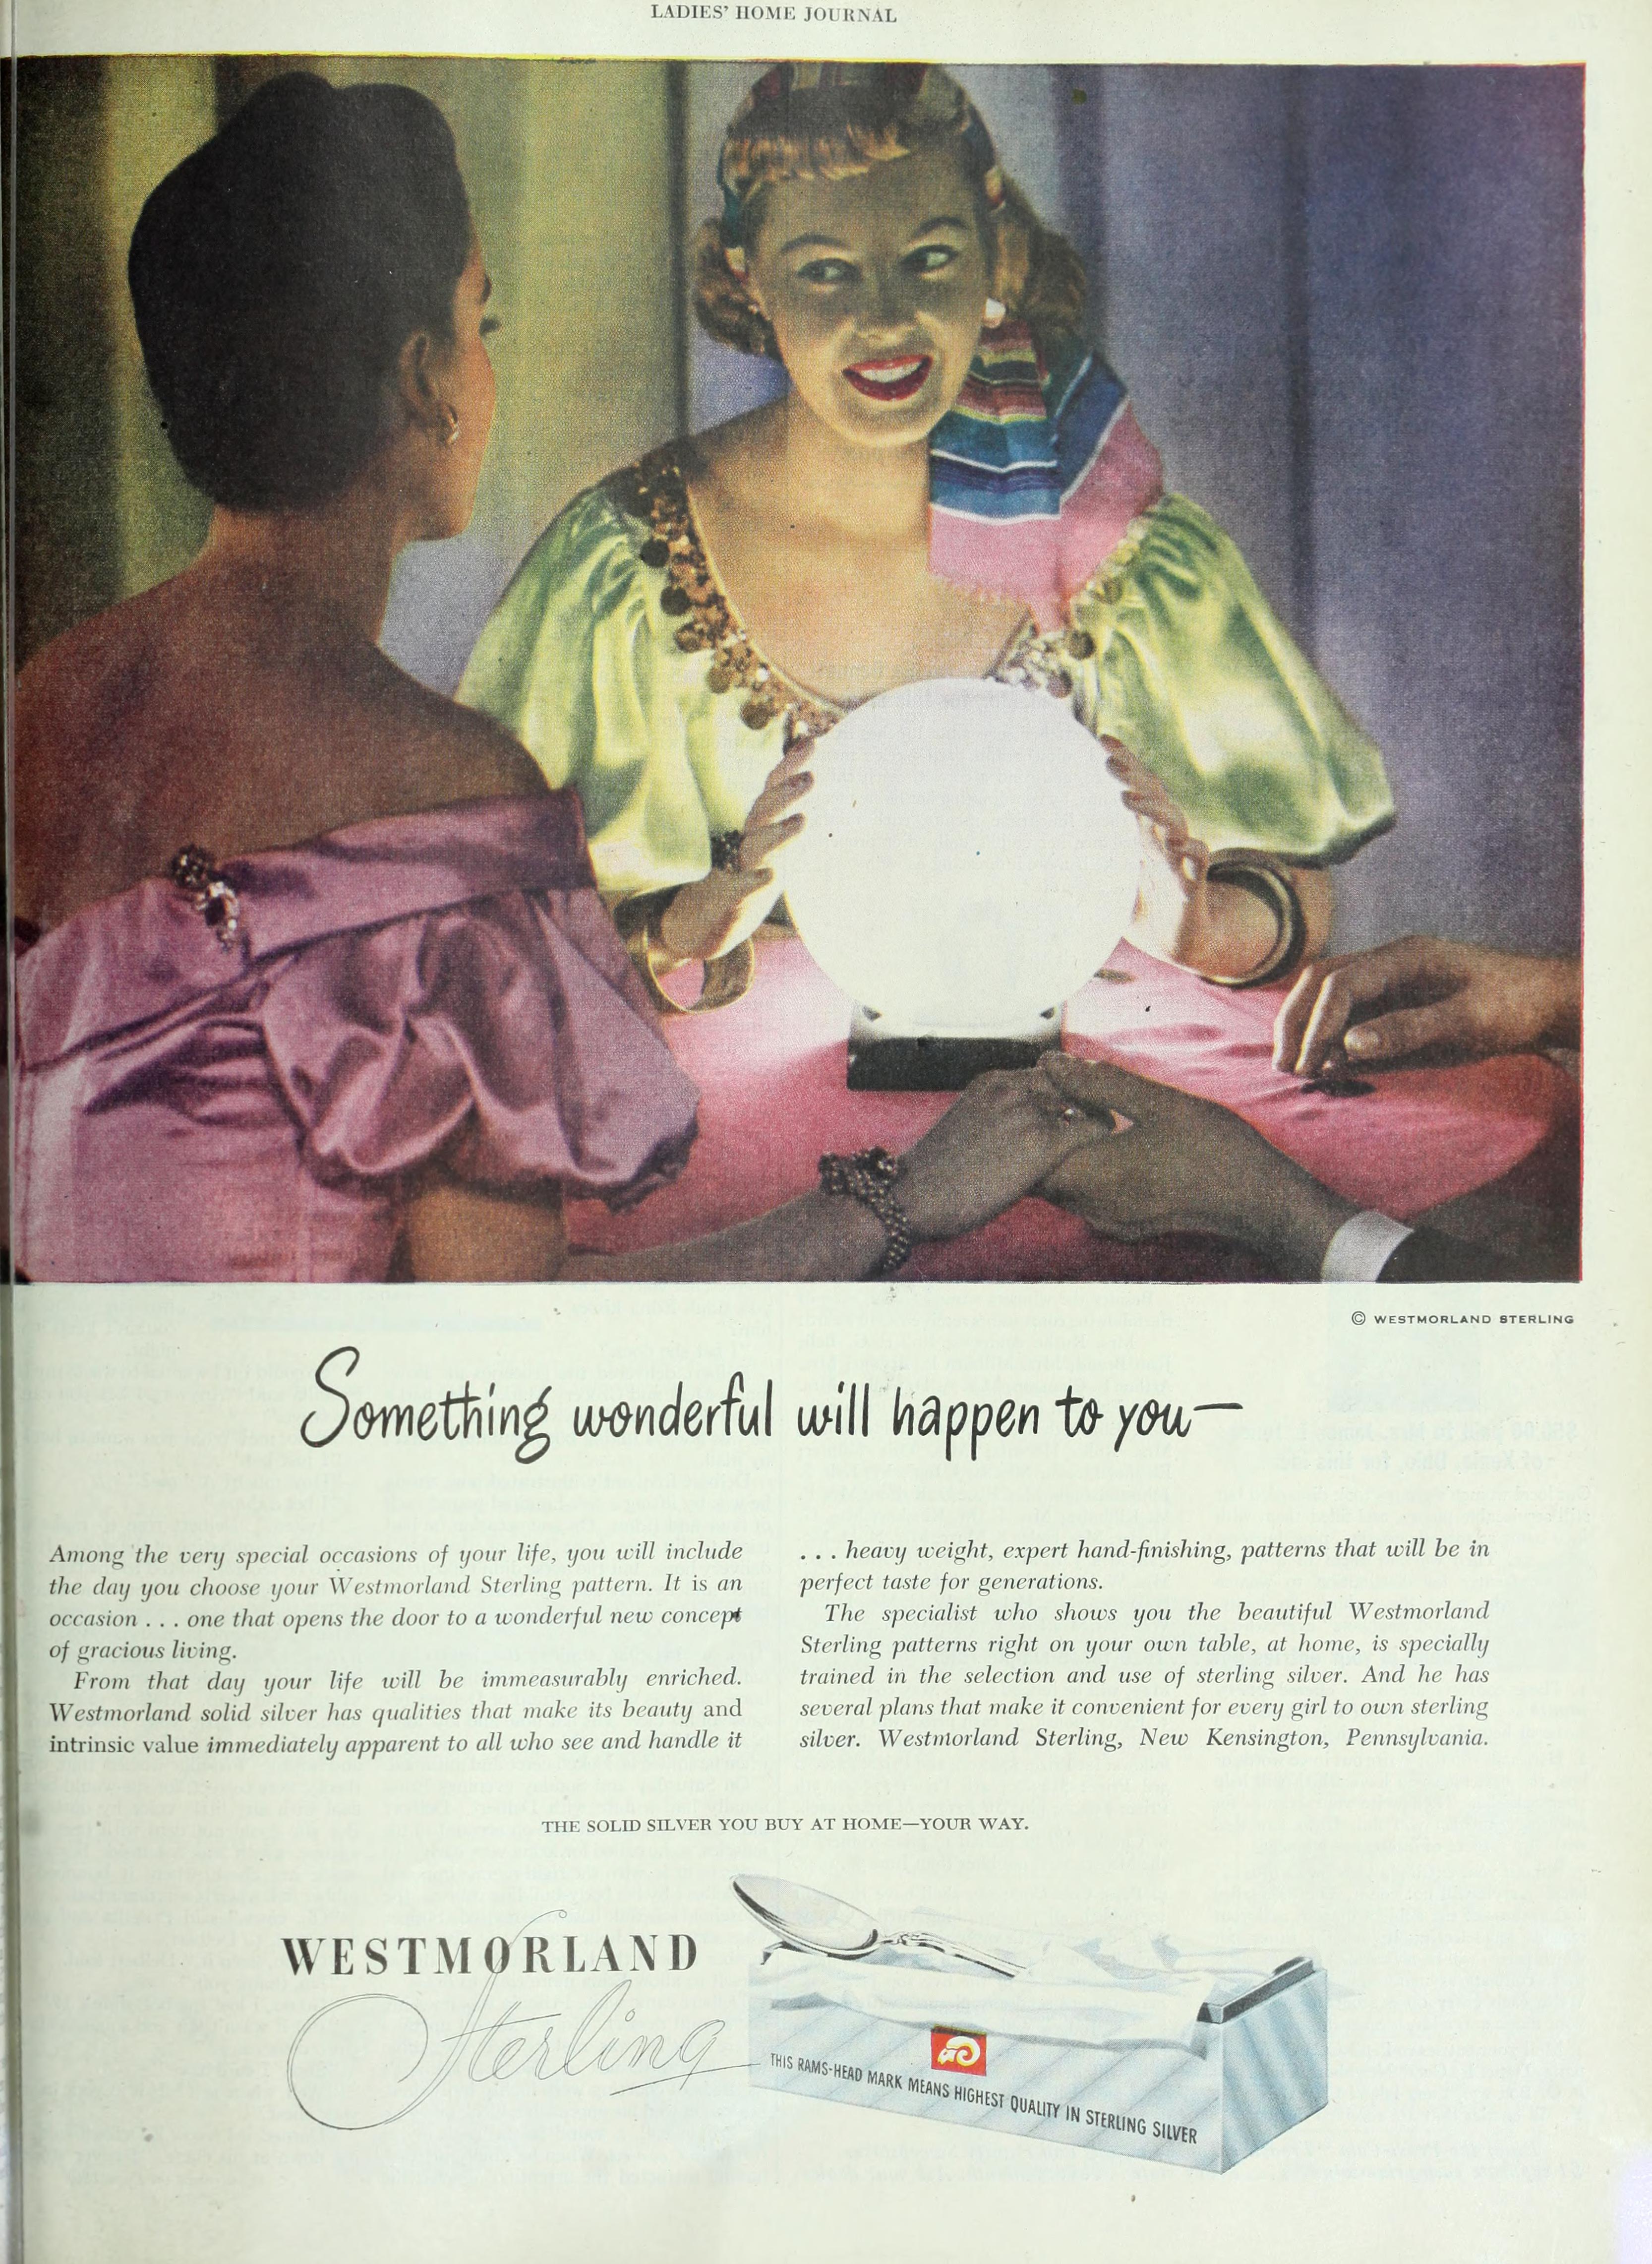 LADIES' HOME JOURNAL
© WESTMORLAND STERLING
Something wonderful will happen to you—
Among the very special occasions of your life, you will include
the day you choose your Westmorland Sterling pattern. It is an
occasion . . . one that opens the door to a wonderful new concept
of gracious living.
From that day your life will be immeasurably enriched.
Westmorland solid silver has qualities that make its beauty and
intrinsic value immediately apparent to all who see and handle it
. . . heavy weight, expert hand-finishing, patterns that will be in
perfect taste for generations.
The specialist who shows you the beautiful Westmorland
Sterling patterns right on your own table, at home, is specially
trained in the selection and use of sterling silver. And he has
several plans that make it convenient for every girl to own sterling
silver. Westmorland Sterling, New Kensington, Pennsylvania.
THE SOLID SILVER YOU BUY AT HOME—YOUR WAY.
WESTMORLAND
Sterling
THIS RAMS-HEAD MARK MEANS HIGHEST QUALITY IN STERLING SILVER